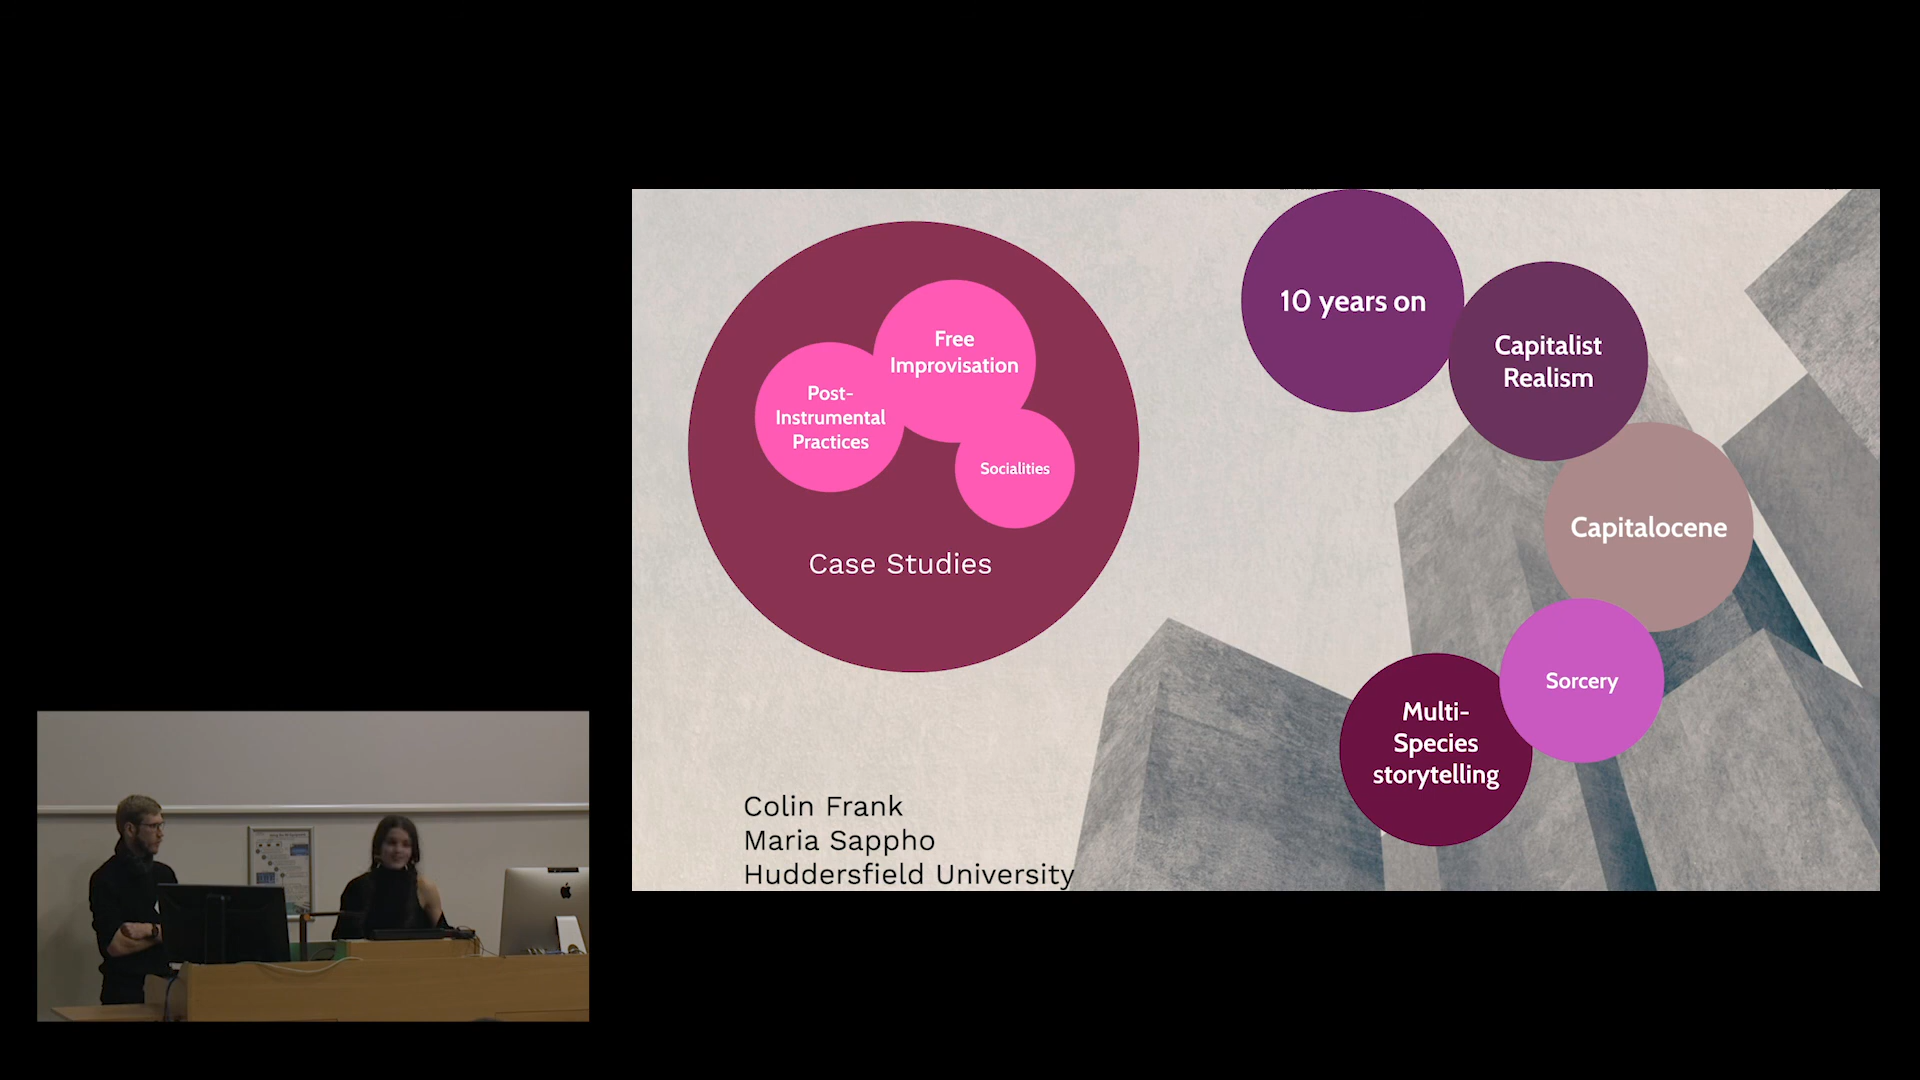 Free
Improvisation
Post-
Instrumental
Practices
Socialities
Case Studies
10 years on
Capitalist
Realism
Capitalocene
Sorcery
Multi-
Species
storytelling
Colin Frank
Maria Sappho
Huddersfield University